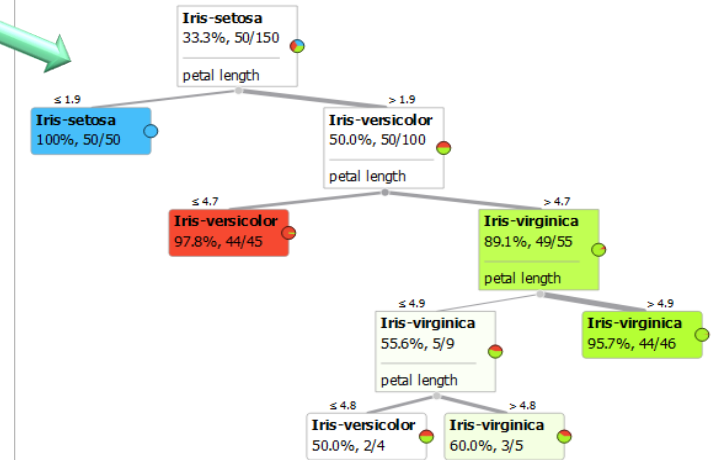 Iris-setosa
33.3%, 50/150
petal length
≤ 1.9
> 1.9
Iris-setosa
100%, 50/50
Iris-versicolor
50.0%, 50/100
petal length
≤ 4.7
> 4.7
Iris-versicolor
97.8%, 44/45
Iris-virginica
89.1%, 49/55
petal length
≤ 4.9
> 4.9
Iris-virginica
55.6%, 5/9
petal length
Iris-virginica
95.7%, 44/46
≤ 4.8
> 4.8
Iris-versicolor
50.0%, 2/4
Iris-virginica
60.0%, 3/5